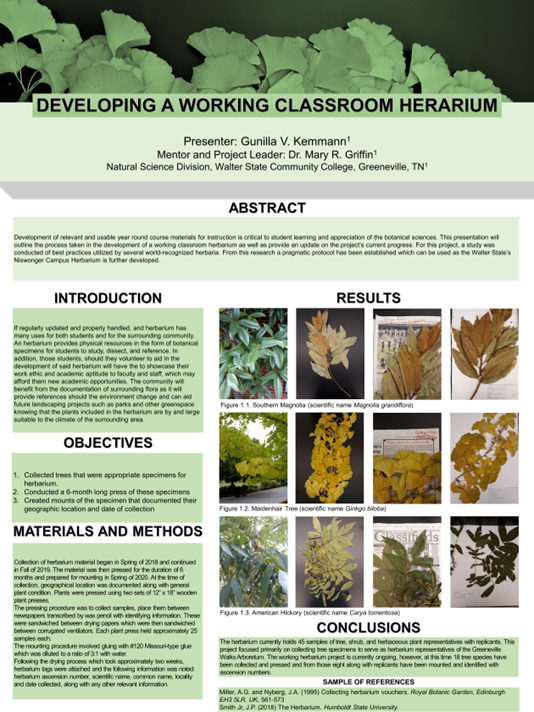 DEVELOPING A WORKING CLASSROOM HERARIUM
Presenter: Gunilla V. Kemmann¹
Mentor and Project Leader: Dr. Mary R. Griffin¹
Natural Science Division, Walter State Community College, Greeneville, TN¹
ABSTRACT
Development of relevant and usable year round course materials for instruction is critical to student learning and appreciation of the botanical sciences. This presentation will
outline the process taken in the development of a working classroom herbarium as well as provide an update on the project's current progress. For this project, a study was
conducted of best practices utilized by several world-recognized herbaria. From this research a pragmatic protocol has been established which can be used as the Walter State's
Niswonger Campus Herbarium is further developed.
INTRODUCTION
If regularly updated and properly handled, and herbarium has
many uses for both students and for the surrounding community.
An herbarium provides physical resources in the form of botanical
specimens for students to study, dissect, and reference. In
addition, those students, should they volunteer to aid in the
development of said herbarium will have the to showcase their
work ethic and academic aptitude to faculty and staff, which may
afford them new academic opportunities. The community will
benefit from the documentation of surrounding flora as it will
provide references should the environment change and can aid
future landscaping projects such as parks and other greenspace
knowing that the plants included in the herbarium are by and large
suitable to the climate of the surrounding area.
OBJECTIVES
1. Collected trees that were appropriate specimens for
herbarium.
2. Conducted a 6-month long press of these specimens
3. Created mounts of the specimen that documented their
geographic location and date of collection
MATERIALS AND METHODS
Collection of herbarium material began in Spring of 2018 and continued
in Fall of 2019. The material was then pressed for the duration of 6
months and prepared for mounting in Spring of 2020. At the time of
collection, geographical location was documented along with general
plant condition. Plants were pressed using two sets of 12" x 18" wooden
plant presses.
The pressing procedure was to collect samples, place them between
newspapers transcribed by wax pencil with identifying information. These
were sandwiched between drying papers which were then sandwiched
between corrugated ventilators. Each plant press held approximately 25
samples each.
The mounting procedure involved gluing with #120 Missouri-type glue
which was diluted to a ratio of 3:1 with water.
Following the drying process which took approximately two weeks,
herbarium tags were attached and the following information was noted:
herbarium ascension number, scientific name, common name, locality
and date collected, along with any other relevant information.
RESULTS
Figure 1.1. Southern Magnolia (scientific name Magnolia grandiflora)
Figure 1.2. Maidenhair Tree (scientific name Ginkgo biloba)
Classifieds
Figure 1.3. American Hickory (scientific name Carya tomentosa)
CONCLUSIONS
The herbarium currently holds 45 samples of tree, shrub, and herbaceous plant representatives with replicants. This
project focused primarily on collecting tree specimens to serve as herbarium representatives of the Greeneville
Walks Arboretum. The working herbarium project is currently ongoing, however, at this time 18 tree species have
been collected and pressed and from those eight along with replicants have been mounted and identified with
ascension numbers.
SAMPLE OF REFERENCES
Miller, A.G. and Nyberg, J.A. (1995) Collecting herbarium vouchers. Royal Botanic Garden, Edinburgh
EH3 5LR, UK, 561-573
Smith Jr, J.P. (2018) The Herbarium. Humboldt State University.